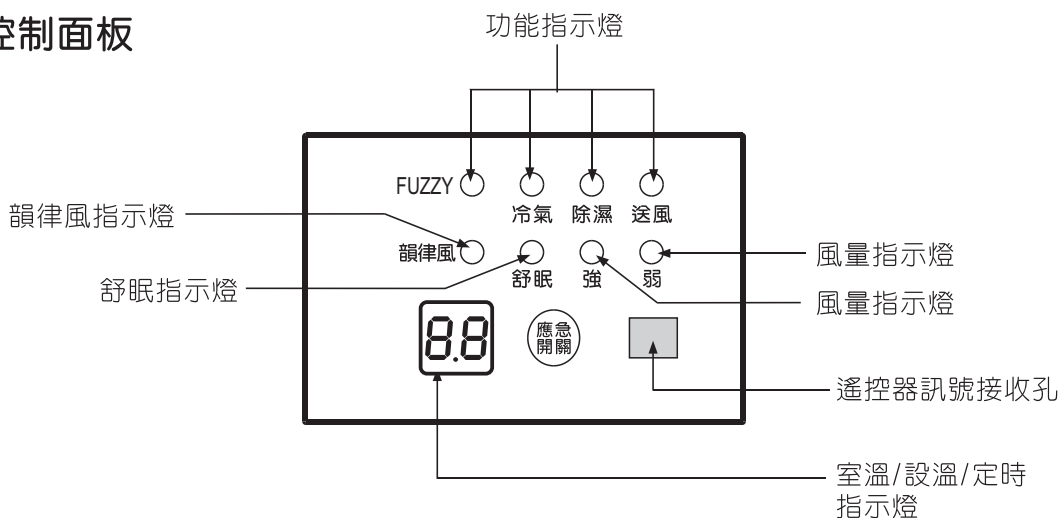 控制面板
功能指示燈
FUZZY
冷氣 除濕 送風
韻律風指示燈
韻律風
舒眠 強 弱
風量指示燈
舒眠指示燈
風量指示燈
8.8
應急
開關
遙控器訊號接收孔
室溫/設溫/定時
指示燈